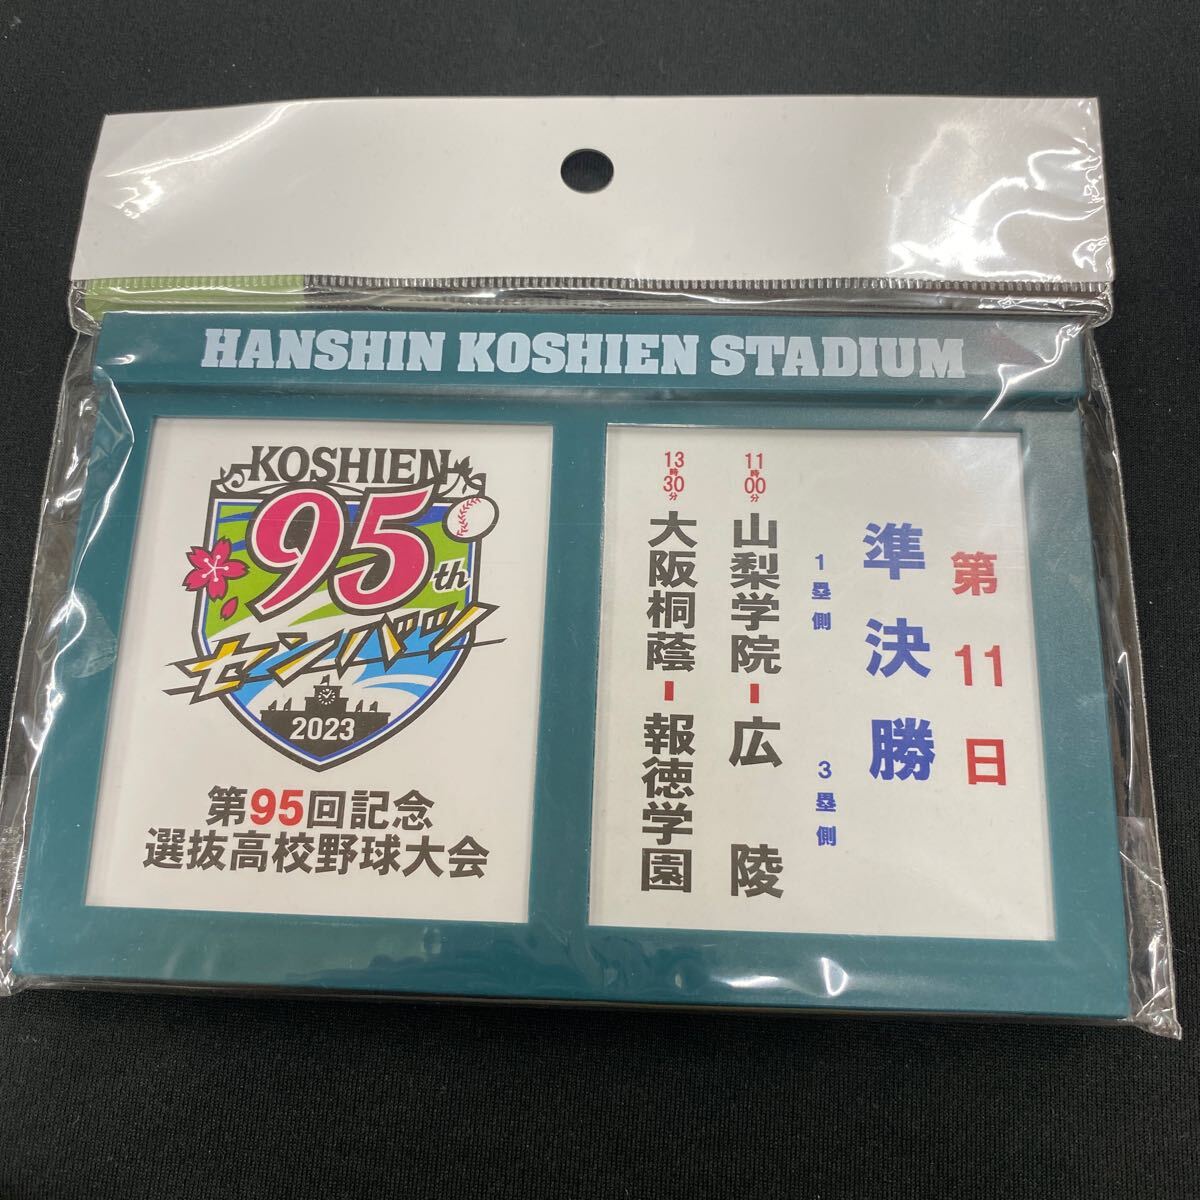 HANSHIN KOSHIEN STADIUM
KOSHIEN
95th
センバツ
2023
第95回記念
選抜高校野球大会
第11日
準決勝
1塁側 3塁側
11時00分 山梨学院-広陵
13時30分 大阪桐蔭-報徳学園